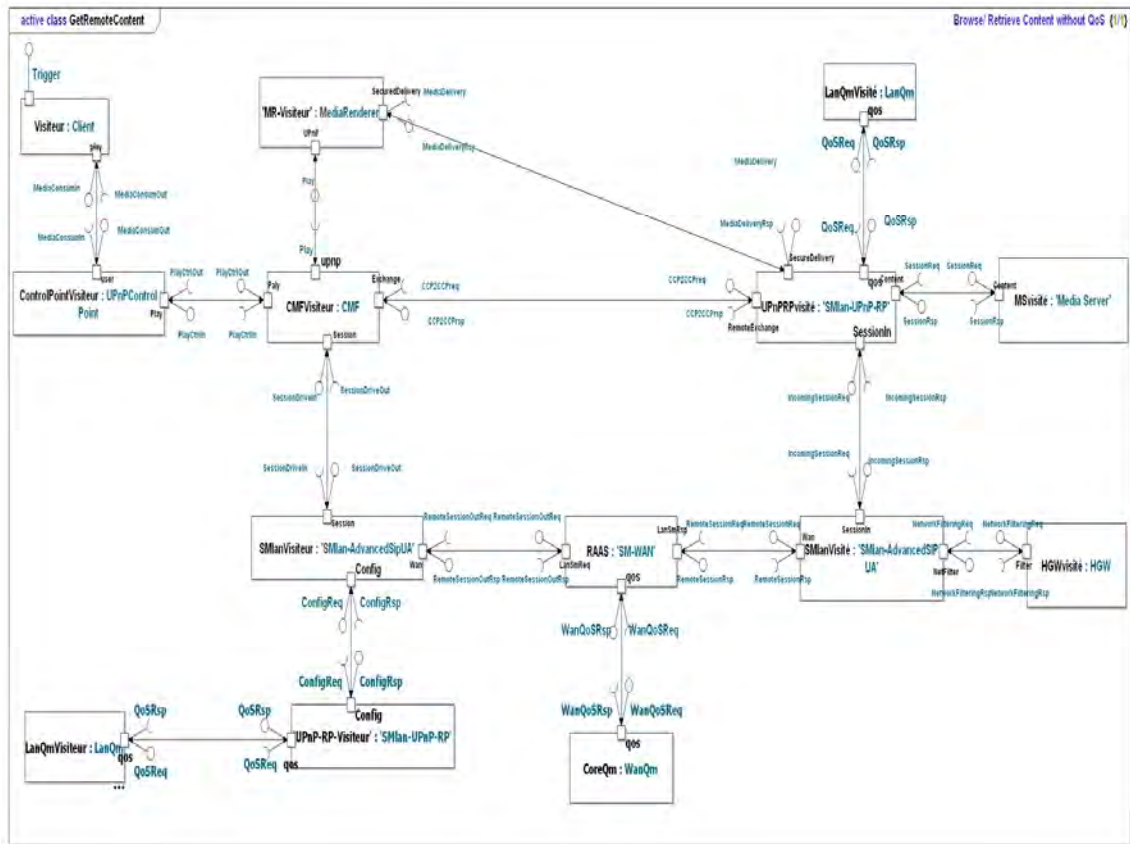 active class GetRemoteContent
Browse/ Retrieve Content without QoS {1/1}
Trigger
Visiteur : Client
play
MediaConsumIn
MediaConsumOut
MediaConsumIn
MediaConsumOut
user
ControlPointVisiteur : UPnPControl
Point
Play
PlayCtrlOut
PlayCtrlOut
PlayCtrlIn
PlayCtrlIn
'MR-Visiteur' : MediaRenderer
SecuredDelivery
MediaDelivery
MediaDeliveryRsp
UPnP
Play
Play
upnp
Paly
CMFVisiteur : CMF
Exchange
Session
CCP2CCPreq
CCP2CCPrsp
CCP2CCPreq
CCP2CCPrsp
LanQmVisité : LanQm
qos
QoSReq
QoSRsp
QoSReq
QoSRsp
MediaDelivery
MediaDeliveryRsp
SecureDelivery
qos
Content
UPnPRPvisité : 'SMlan-UPnP-RP'
RemoteExchange
SessionIn
SessionReq
SessionReq
SessionRsp
SessionRsp
Content
MSvisité : 'Media Server'
SessionDriveIn
SessionDriveOut
SessionDriveIn
SessionDriveOut
IncomingSessionReq
IncomingSessionRsp
IncomingSessionReq
IncomingSessionRsp
Session
SMlanVisiteur : 'SMlan-AdvancedSipUA'
Wan
Config
RemoteSessionOutReq
RemoteSessionOutReq
RemoteSessionOutRsp
RemoteSessionOutRsp
LanSmRsp
RAAS : 'SM-WAN'
LanSmReq
qos
RemoteSessionReq
RemoteSessionReq
RemoteSessionRsp
RemoteSessionRsp
Wan
SessionIn
SMlanVisité : 'SMlan-AdvancedSIP
UA'
NetFilter
NetworkFilteringReq
NetworkFilteringReq
NetworkFilteringRsp
NetworkFilteringRsp
Filter
HGWvisité : HGW
ConfigReq
ConfigRsp
ConfigReq
ConfigRsp
WanQoSRsp
WanQoSReq
WanQoSRsp
WanQoSReq
LanQmVisiteur : LanQm
qos
...
QoSRsp
QoSRsp
QoSReq
QoSReq
qos
Config
'UPnP-RP-Visiteur' : 'SMlan-UPnP-RP'
qos
CoreQm : WanQm